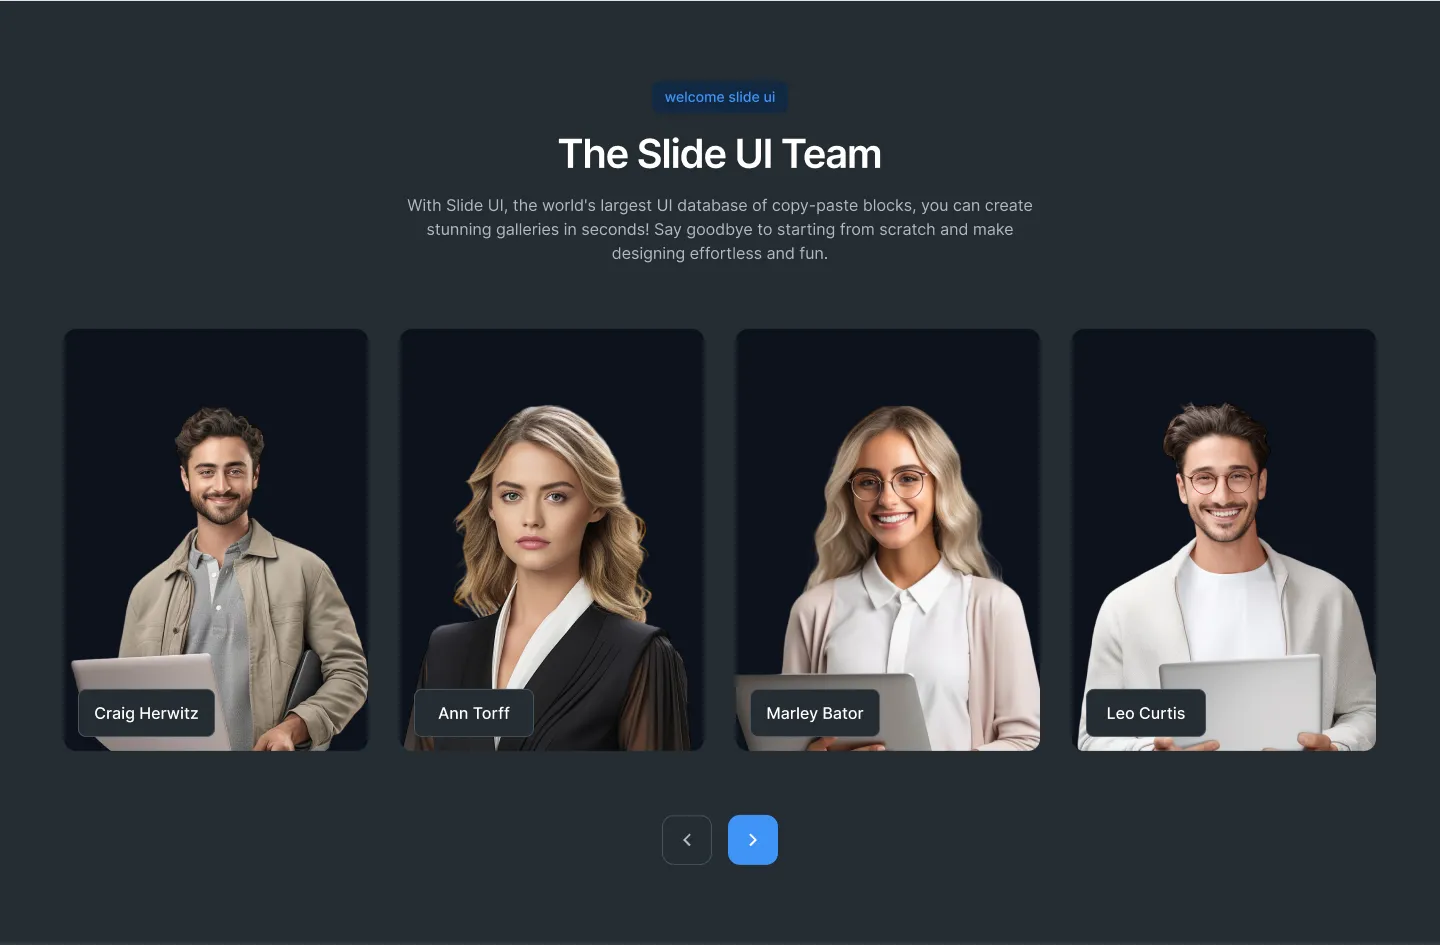 welcome slide ui
The Slide UI Team
With Slide UI, the world's largest UI database of copy-paste blocks, you can create
stunning galleries in seconds! Say goodbye to starting from scratch and make
designing effortless and fun.
Craig Herwitz
Ann Torff
Marley Bator
Leo Curtis